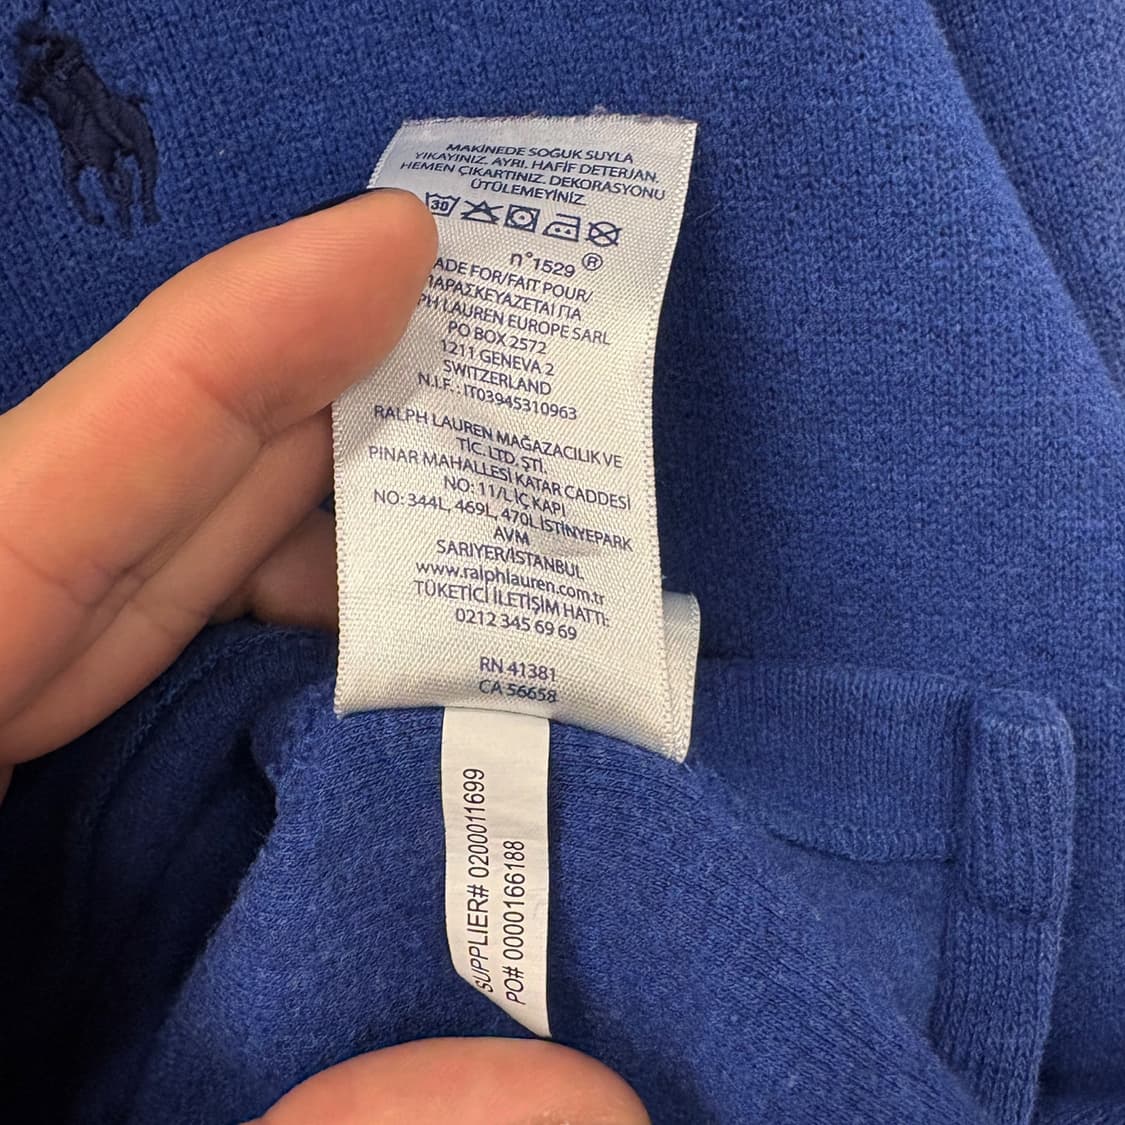 MAKİNEDE SOĞUK SUYLA
YIKAYINIZ. AYRI. HAFİF DETERJAN.
HEMEN ÇIKARTINIZ. DEKORASYONU
ÜTÜLEMEYİNİZ.
30
n°1529 ®
ADE FOR/FAIT POUR/
ΠΑΡΑΣΚΕΥΑΖΕΤΑΙ ΓΙΑ
PH LAUREN EUROPE SARL
PO BOX 2572
1211 GENEVA 2
SWITZERLAND
N.I.F. : IT03945310963
RALPH LAUREN MAĞAZACILIK VE
TİC. LTD. ŞTİ.
PINAR MAHALLESİ KATAR CADDESİ
NO: 11/L İÇ KAPI
NO: 344L, 469L, 470L İSTİNYEPARK
AVM
SARIYER/İSTANBUL
www.ralphlauren.com.tr
TÜKETİCİ İLETİŞİM HATTI:
0212 345 69 69
RN 41381
CA 56658
SUPPLIER# 0200011699
PO# 0000166188